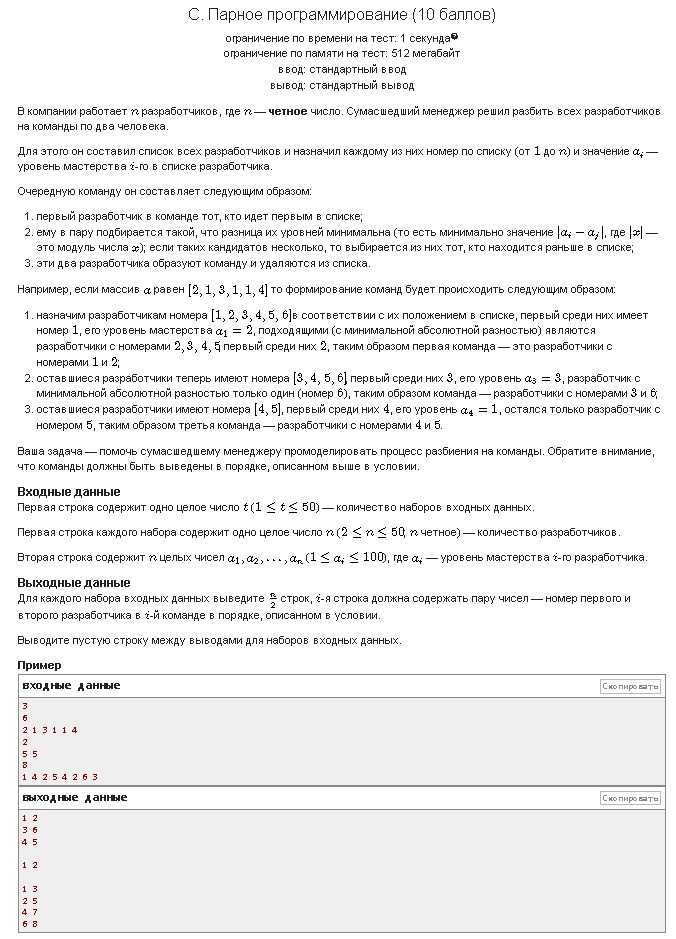 C. Парное программирование (10 баллов)
ограничение по времени на тест: 1 секунда?
ограничение по памяти на тест: 512 мегабайт
ввод: стандартный ввод
вывод: стандартный вывод
В компании работает n разработчиков, где n — четное число. Сумасшедший менеджер решил разбить всех разработчиков
на команды по два человека.
Для этого он составил список всех разработчиков и назначил каждому из них номер по списку (от 1 до n) и значение a_i —
уровень мастерства i-го в списке разработчика.
Очередную команду он составляет следующим образом:
1. первый разработчик в команде тот, кто идет первым в списке;
2. ему в пару подбирается такой, что разница их уровней минимальна (то есть минимально значение |a_i − a_j|, где |x| —
это модуль числа x); если таких кандидатов несколько, то выбирается из них тот, кто находится раньше в списке;
3. эти два разработчика образуют команду и удаляются из списка.
Например, если массив a равен [2, 1, 3, 1, 1, 4] то формирование команд будет происходить следующим образом:
1. назначим разработчикам номера [1, 2, 3, 4, 5, 6] в соответствии с их положением в списке, первый среди них имеет
номер 1, его уровень мастерства a_1 = 2, подходящими (с минимальной абсолютной разностью) являются
разработчики с номерами 2, 3, 4, 5, первый среди них 2, таким образом первая команда — это разработчики с
номерами 1 и 2;
2. оставшиеся разработчики теперь имеют номера [3, 4, 5, 6], первый среди них 3, его уровень a_3 = 3, разработчик с
минимальной абсолютной разностью только один (номер 6), таким образом команда — разработчики с номерами 3 и 6;
3. оставшиеся разработчики имеют номера [4, 5], первый среди них 4, его уровень a_4 = 1, остался только разработчик с
номером 5, таким образом третья команда — разработчики с номерами 4 и 5.
Ваша задача — помочь сумасшедшему менеджеру промоделировать процесс разбиения на команды. Обратите внимание,
что команды должны быть выведены в порядке, описанном выше в условии.
Входные данные
Первая строка содержит одно целое число t (1 ≤ t ≤ 50) — количество наборов входных данных.
Первая строка каждого набора содержит одно целое число n (2 ≤ n ≤ 50; n четное) — количество разработчиков.
Вторая строка содержит n целых чисел a_1, a_2, …, a_n (1 ≤ a_i ≤ 100), где a_i — уровень мастерства i-го разработчика.
Выходные данные
Для каждого набора входных данных выведите n/2 строк, i-я строка должна содержать пару чисел — номер первого и
второго разработчика в i-й команде в порядке, описанном в условии.
Выводите пустую строку между выводами для наборов входных данных.
Пример
входные данные
Скопировать
3
6
2 1 3 1 1 4
2
5 5
8
1 4 2 5 4 2 6 3
выходные данные
Скопировать
1 2
3 6
4 5
1 2
1 3
2 5
4 7
6 8